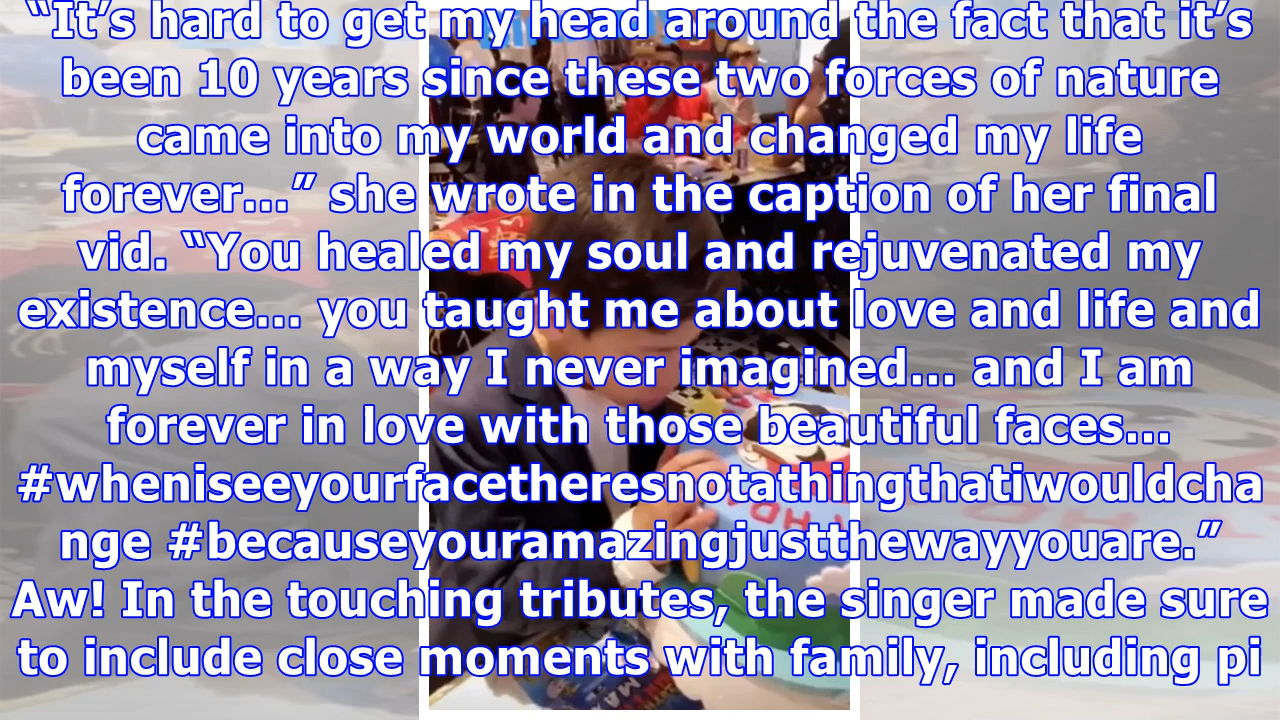 “It’s hard to get my head around the fact that it’s
been 10 years since these two forces of nature
came into my world and changed my life
forever…” she wrote in the caption of her final
vid. “You healed my soul and rejuvenated my
existence… you taught me about love and life and
myself in a way I never imagined… and I am
forever in love with those beautiful faces…
#wheniseeyourfacetheresnotathingthatiwouldcha
nge #becauseyouramazingjustthewayyouare.”
Aw! In the touching tributes, the singer made sure
to include close moments with family, including pi